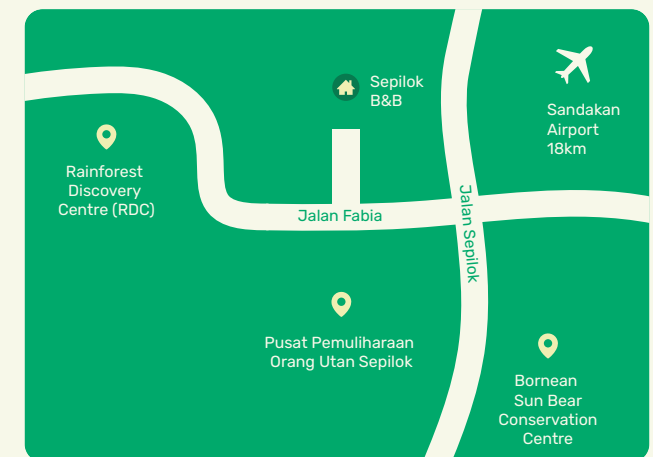 Sepilok
B&B
Sandakan
Airport
18km
Rainforest
Discovery
Centre (RDC)
Jalan Fabia
Jalan Sepilok
Pusat Pemuliharaan
Orang Utan Sepilok
Bornean
Sun Bear
Conservation
Centre